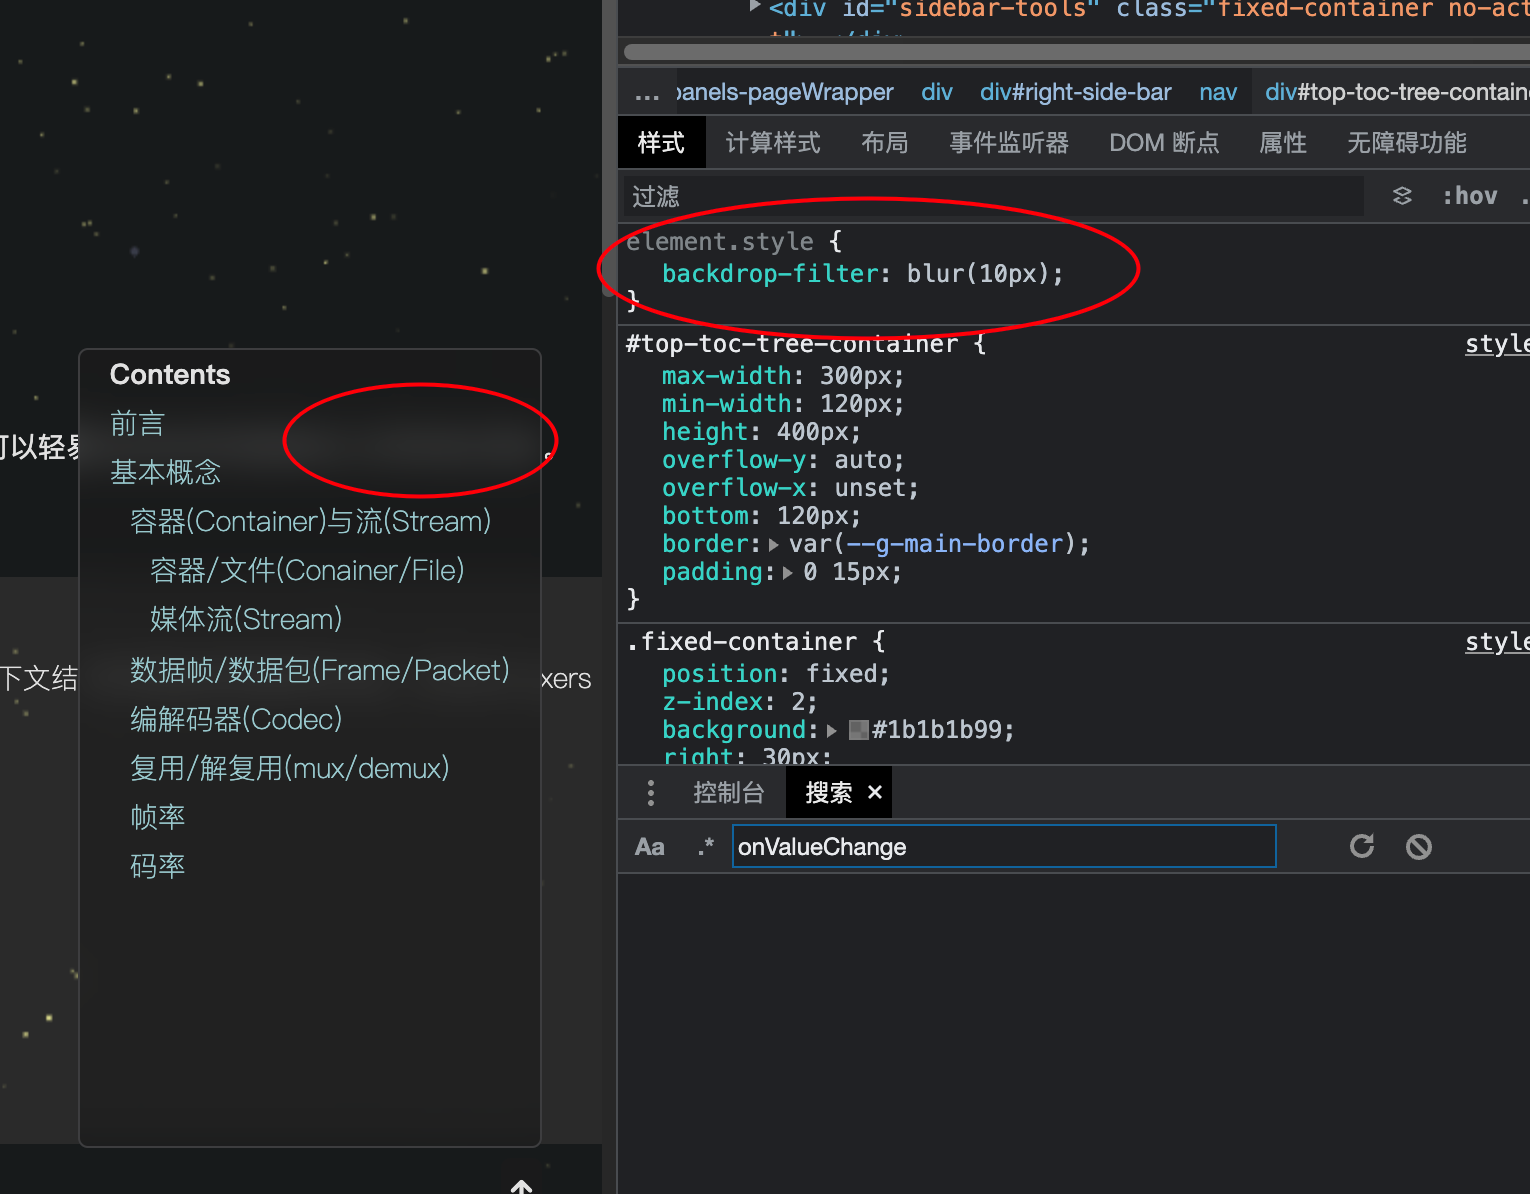 可以轻易
。
下文结
xers
Contents
前言
基本概念
容器(Container)与流(Stream)
容器/文件(Conainer/File)
媒体流(Stream)
数据帧/数据包(Frame/Packet)
编解码器(Codec)
复用/解复用(mux/demux)
帧率
码率
<div id="sidebar-tools" class="fixed-container no-act
... panels-pageWrapper div div#right-side-bar nav div#top-toc-tree-contain
样式 计算样式 布局 事件监听器 DOM 断点 属性 无障碍功能
过滤 :hov .
element.style {
backdrop-filter: blur(10px);
}
#top-toc-tree-container { style
max-width: 300px;
min-width: 120px;
height: 400px;
overflow-y: auto;
overflow-x: unset;
bottom: 120px;
border: var(--g-main-border);
padding: 0 15px;
}
.fixed-container { style
position: fixed;
z-index: 2;
background: #1b1b1b99;
right: 30px;
控制台 搜索 ×
Aa .* onValueChange